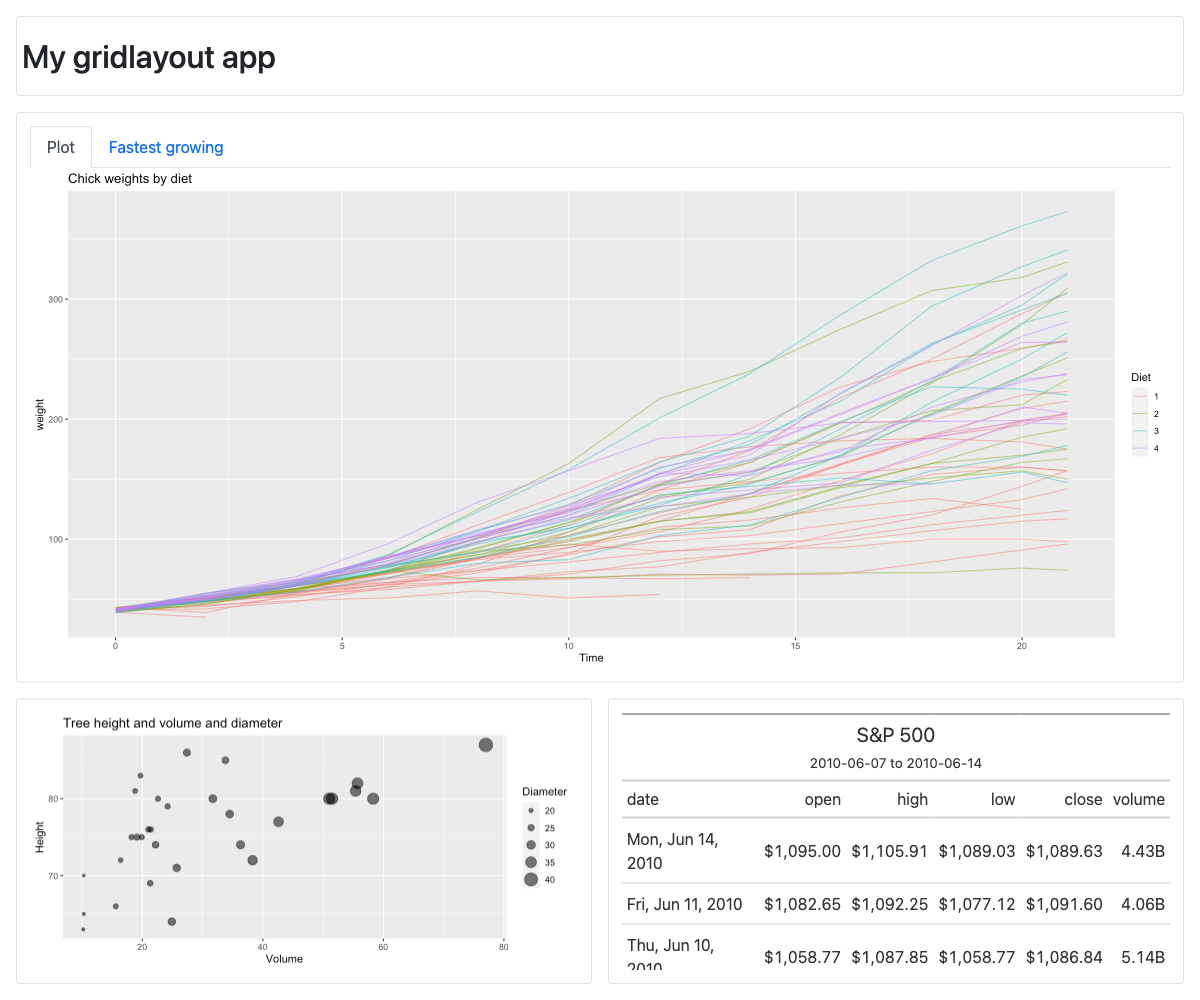 My gridlayout app
Plot
Fastest growing
Chick weights by diet
300
200
100
weight
0
5
10
15
20
Time
Diet
1
2
3
4
Tree height and volume and diameter
80
70
Height
20
40
60
80
Volume
Diameter
20
25
30
35
40
S&P 500
2010-06-07 to 2010-06-14
date open high low close volume
Mon, Jun 14,
2010 $1,095.00 $1,105.91 $1,089.03 $1,089.63 4.43B
Fri, Jun 11, 2010 $1,082.65 $1,092.25 $1,077.12 $1,091.60 4.06B
Thu, Jun 10,
2010 $1,058.77 $1,087.85 $1,058.77 $1,086.84 5.14B